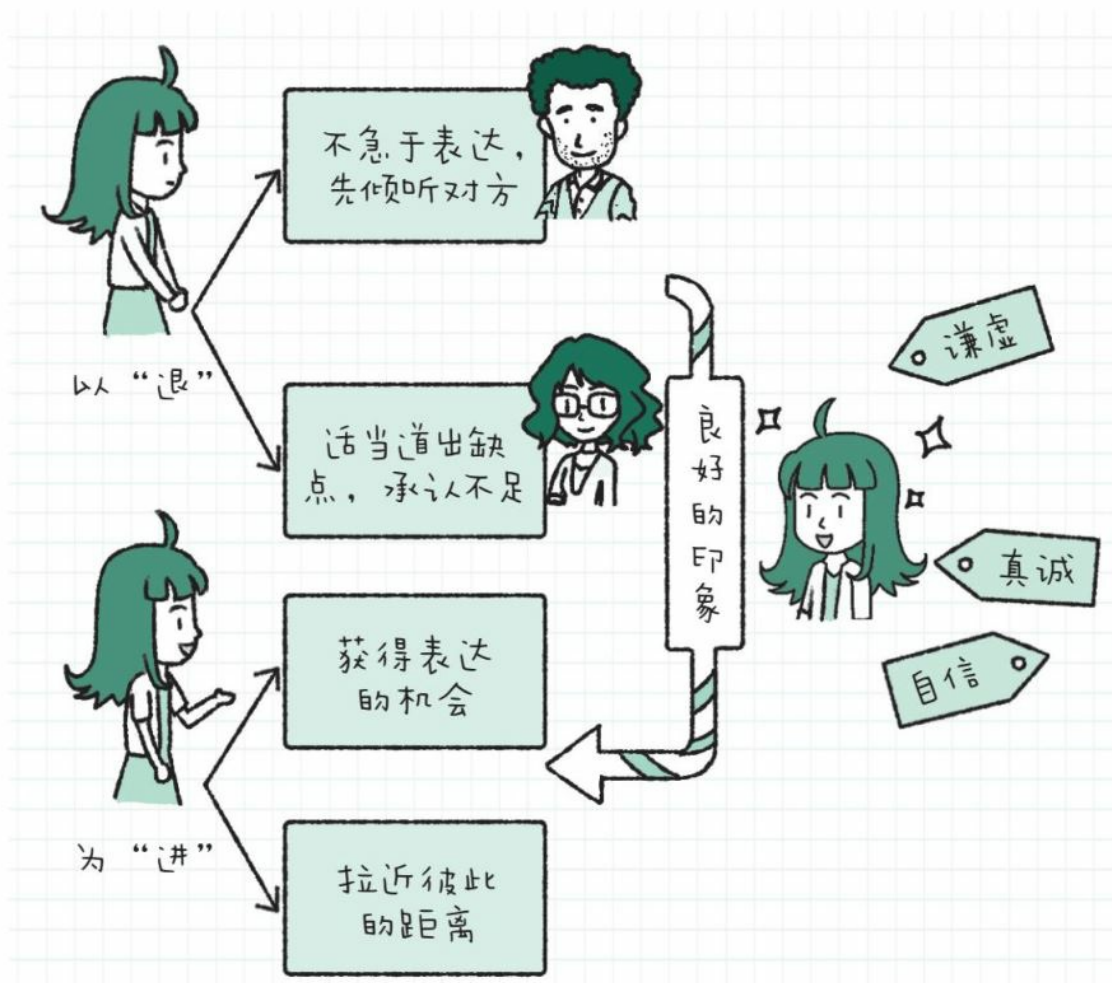 不急于表达，
先倾听对方
以“退”
适当道出缺
点，承认不足
良好的印象
谦虚
真诚
自信
获得表达
的机会
为“进”
拉近彼此
的距离